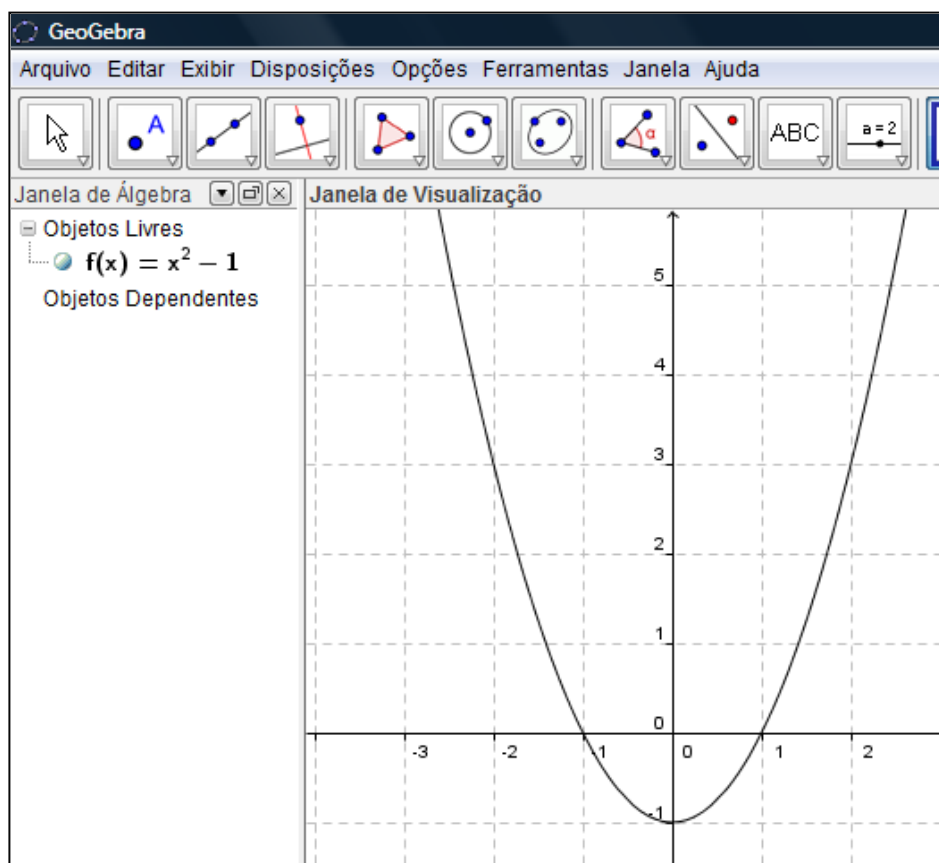 GeoGebra
Arquivo Editar Exibir Disposições Opções Ferramentas Janela Ajuda
A α ABC a = 2
Janela de Álgebra
Janela de Visualização
Objetos Livres
f(x) = x² − 1
Objetos Dependentes
5
4
3
2
1
0
-3 -2 -1 0 1 2
-1